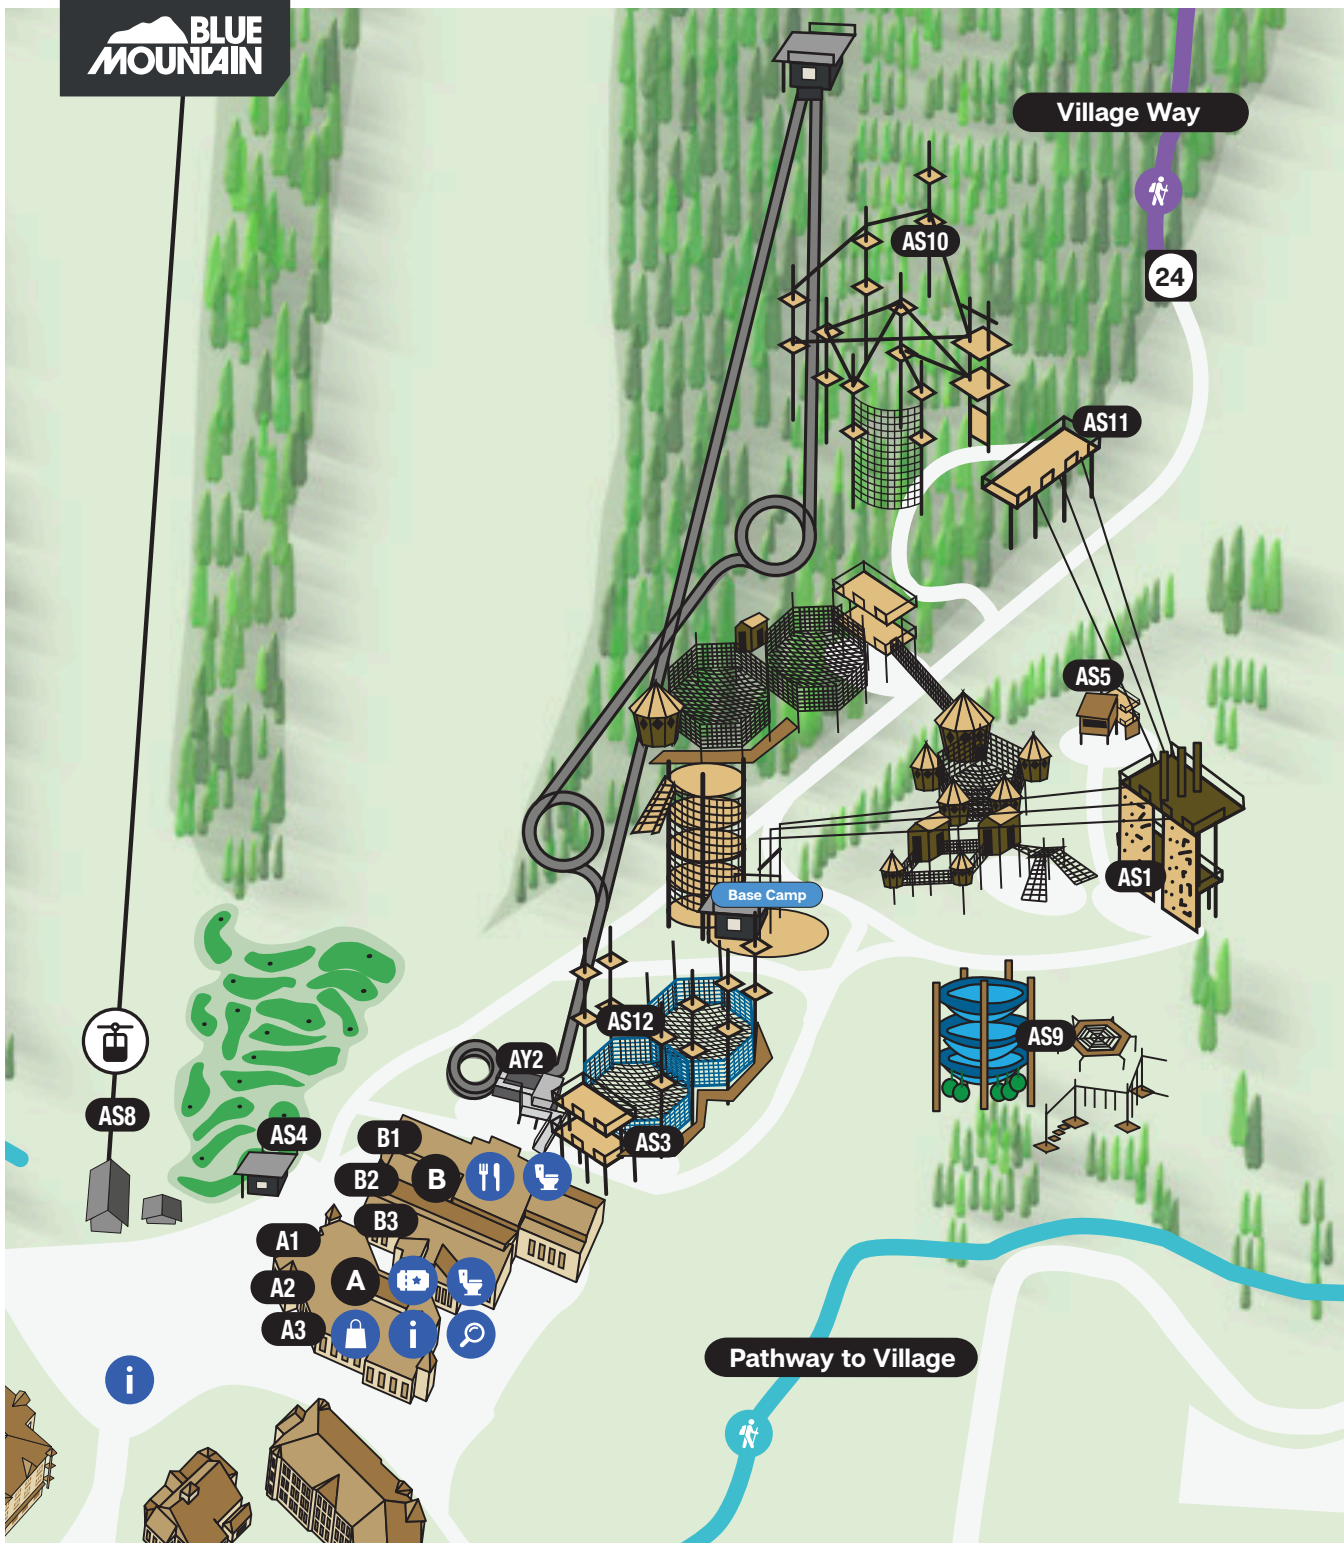 BLUE
MOUNTAIN
Village Way
AS10
24
AS11
AS5
AS1
Base Camp
AS12
AS9
AY2
AS8
AS4
B1
AS3
B2
B
B3
A1
A2
A
A3
i
i
Pathway to Village